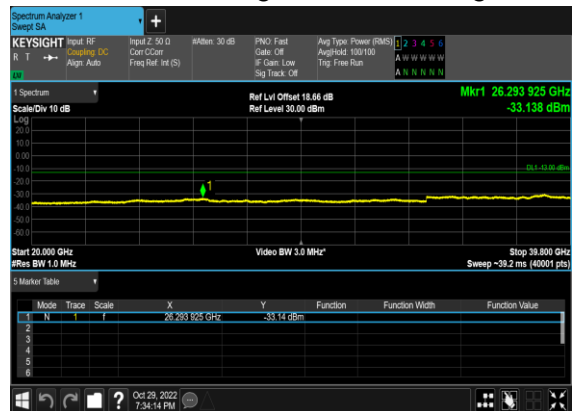 Spectrum Analyzer 1
Swept SA
+
KEYSIGHT Input: RF Input Z: 50 Ω #Atten: 30 dB PNO: Fast Avg Type: Power (RMS) 1 2 3 4 5 6
R T Coupling: DC Corr CCorr Gate: Off Avg|Hold: 100/100 A W W W W W
Align: Auto Freq Ref: Int (S) IF Gain: Low Trig: Free Run
Sig Track: Off A N N N N N
1 Spectrum Mkr1 26.293 925 GHz
Ref Lvl Offset 18.66 dB
Scale/Div 10 dB Ref Level 30.00 dBm -33.138 dBm
Log
20.0
10.0
0.00
-10.0 DL1 -13.00 dBm
-20.0
1
-30.0
-40.0
-50.0
-60.0
Start 20.000 GHz Video BW 3.0 MHz* Stop 39.800 GHz
#Res BW 1.0 MHz Sweep ~39.2 ms (40001 pts)
5 Marker Table
Mode Trace Scale X Y Function Function Width Function Value
1 N 1 f 26.293 925 GHz -33.14 dBm
2
3
4
5
6
? Oct 29, 2022
7:34:14 PM